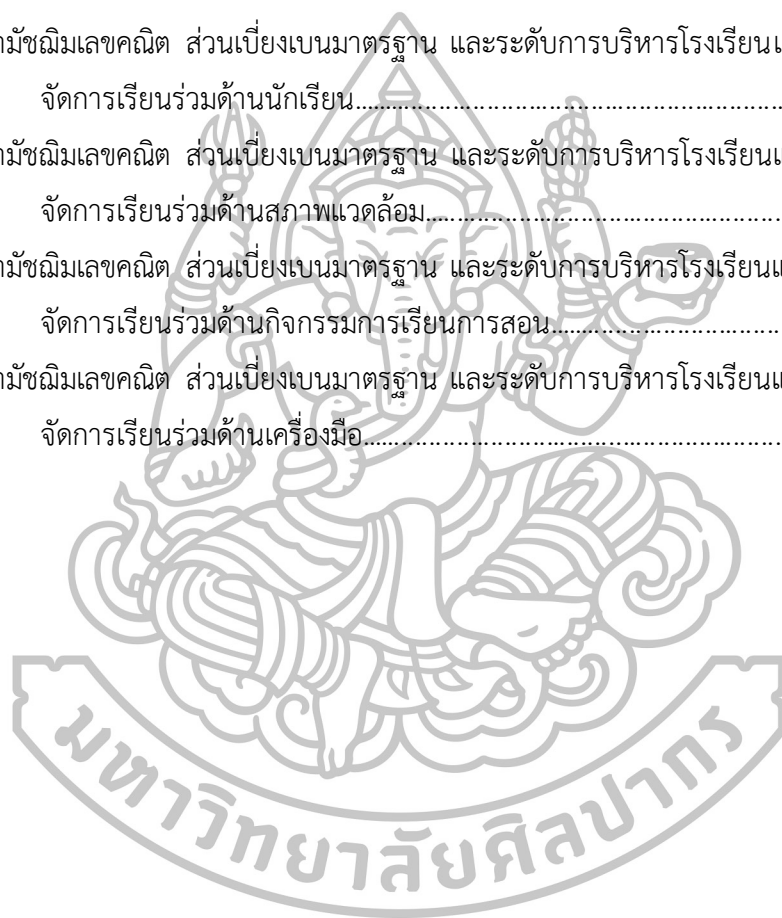 ามัชฌิมเลขคณิต ส่วนเบี่ยงเบนมาตรฐาน และระดับการบริหารโรงเรียน
จัดการเรียนร่วมด้านนักเรียน
ามัชฌิมเลขคณิต ส่วนเบี่ยงเบนมาตรฐาน และระดับการบริหารโรงเรียน
จัดการเรียนร่วมด้านสภาพแวดล้อม
ามัชฌิมเลขคณิต ส่วนเบี่ยงเบนมาตรฐาน และระดับการบริหารโรงเรียน
จัดการเรียนร่วมด้านกิจกรรมการเรียนการสอน
ามัชฌิมเลขคณิต ส่วนเบี่ยงเบนมาตรฐาน และระดับการบริหารโรงเรียน
จัดการเรียนร่วมด้านเครื่องมือ
มหาวิทยาลัยศิลปากร